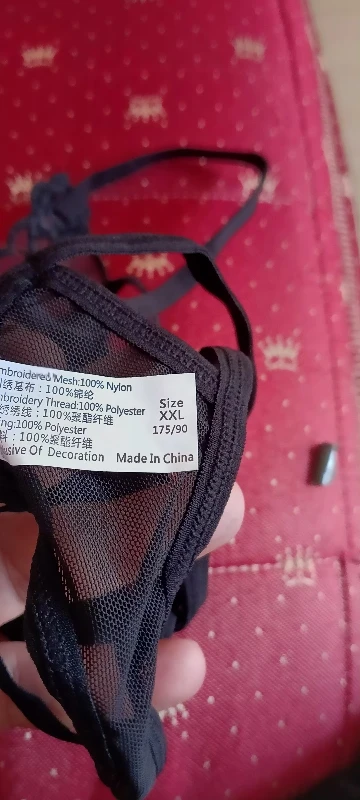 mbroidered Mesh:100% Nylon
绣基布：100%锦纶
mbroidery Thread:100% Polyester
绣线：100%聚酯纤维
ing:100% Polyester
料：100%聚酯纤维
lusive Of Decoration
Size
XXL
175/90
Made In China